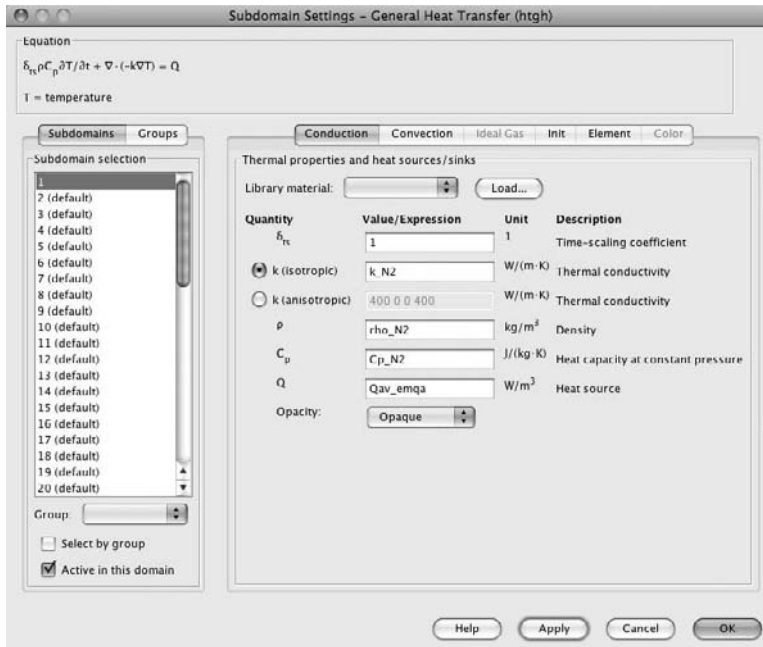 Subdomain Settings – General Heat Transfer (htgh)
Equation
δtsρCp∂T/∂t + ∇·(-k∇T) = Q
T = temperature
Subdomains Groups
Subdomain selection
1
2 (default)
3 (default)
4 (default)
5 (default)
6 (default)
7 (default)
8 (default)
9 (default)
10 (default)
11 (default)
12 (default)
13 (default)
14 (default)
15 (default)
16 (default)
17 (default)
18 (default)
19 (default)
20 (default)
Group:
Select by group
Active in this domain
Conduction Convection Ideal Gas Init Element Color
Thermal properties and heat sources/sinks
Library material: Load...
Quantity Value/Expression Unit Description
δts 1 1 Time-scaling coefficient
k (isotropic) k_N2 W/(m·K) Thermal conductivity
k (anisotropic) 400 0 0 400 W/(m·K) Thermal conductivity
ρ rho_N2 kg/m³ Density
Cp Cp_N2 J/(kg·K) Heat capacity at constant pressure
Q Qav_emqa W/m³ Heat source
Opacity: Opaque
Help Apply Cancel OK